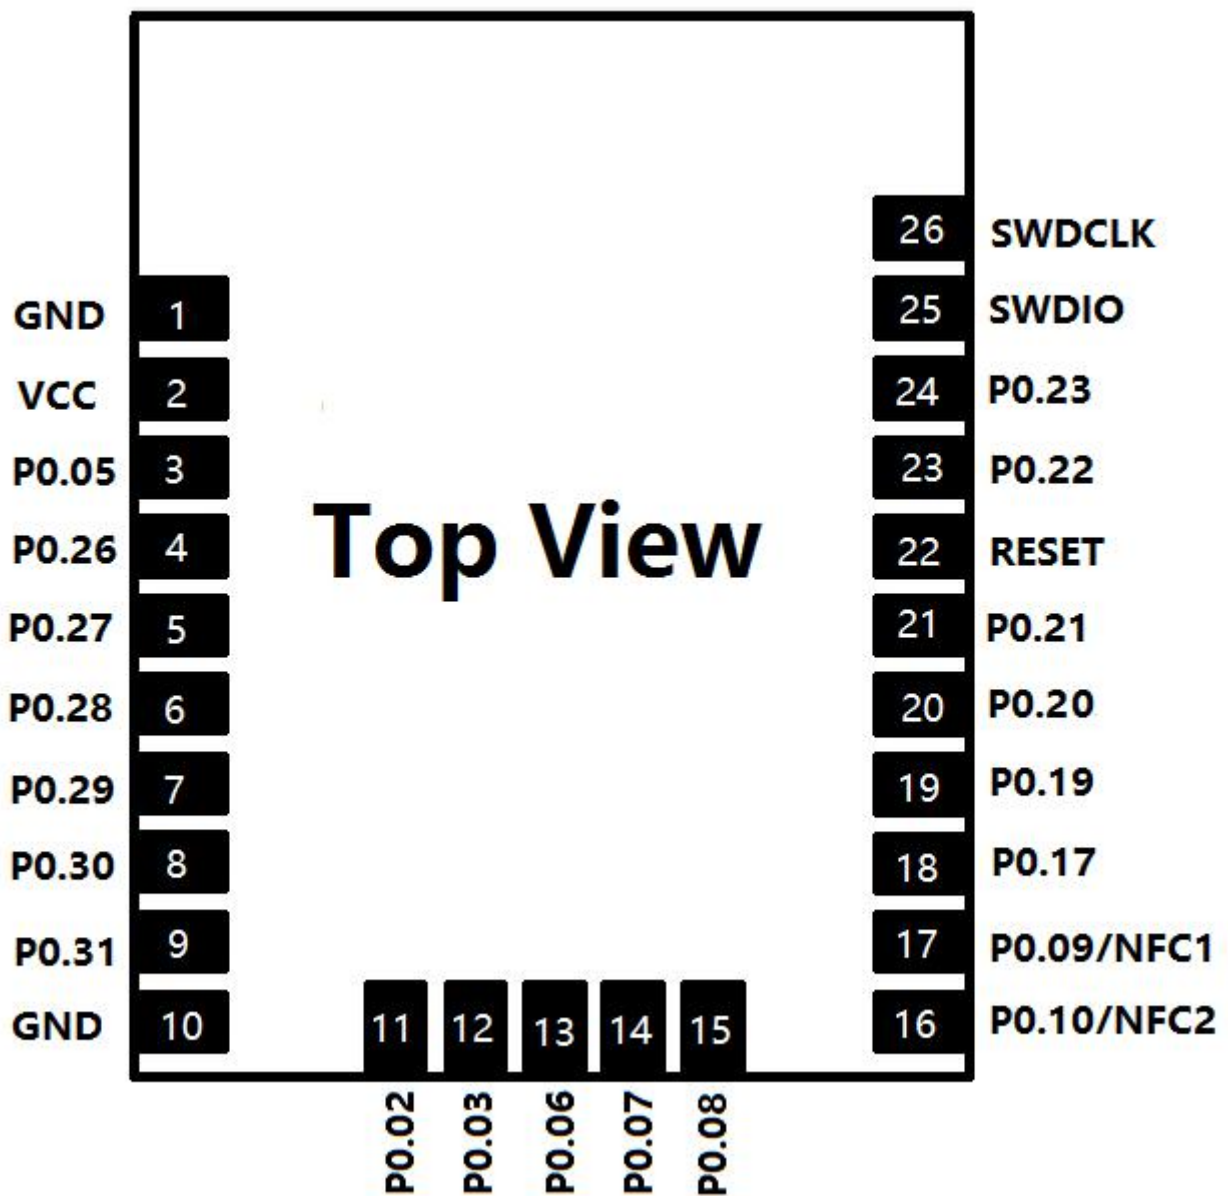 26 SWDCLK
GND 1 25 SWDIO
VCC 2 24 P0.23
P0.05 3 23 P0.22
P0.26 4 Top View 22 RESET
P0.27 5 21 P0.21
P0.28 6 20 P0.20
P0.29 7 19 P0.19
P0.30 8 18 P0.17
P0.31 9 17 P0.09/NFC1
GND 10 11 12 13 14 15 16 P0.10/NFC2
P0.02 P0.03 P0.06 P0.07 P0.08